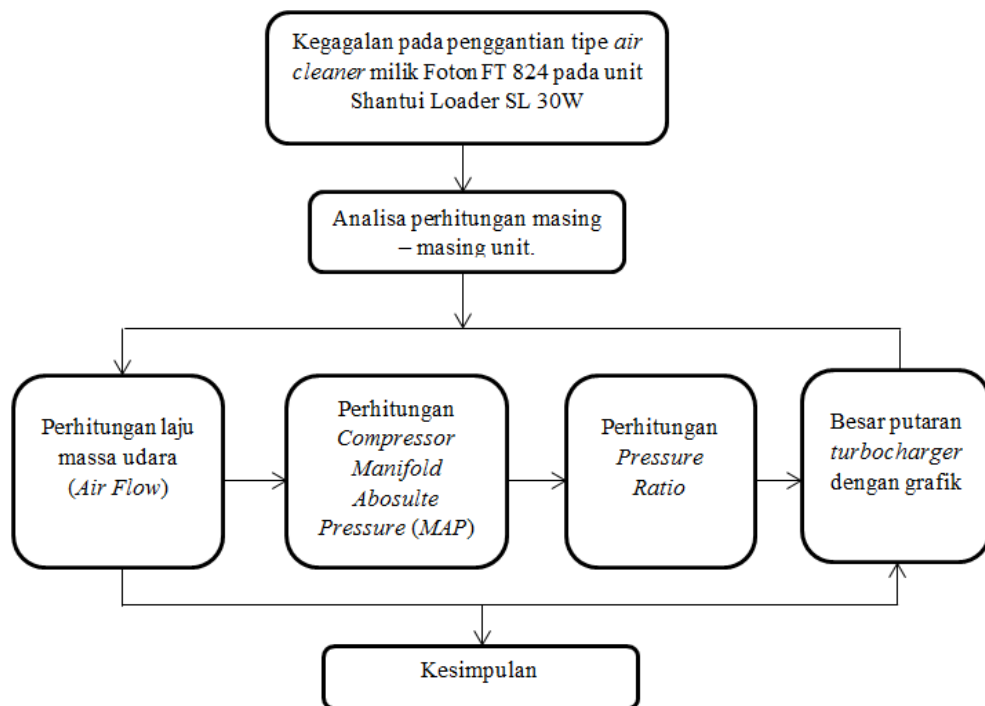 Kegagalan pada penggantian tipe air
cleaner milik Foton FT 824 pada unit
Shantui Loader SL 30W
Analisa perhitungan masing
– masing unit.
Perhitungan laju
massa udara
(Air Flow)
Perhitungan
Compressor
Manifold
Abosulte
Pressure (MAP)
Perhitungan
Pressure
Ratio
Besar putaran
turbocharger
dengan grafik
Kesimpulan